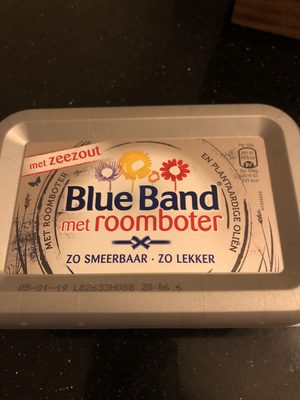 met zeezout
Blue Band®
met roomboter
ZO SMEERBAAR · ZO LEKKER
MET ROOMBOTER
EN PLANTAARDIGE OLIËN
05-01-19 L82633H088 20:06 6